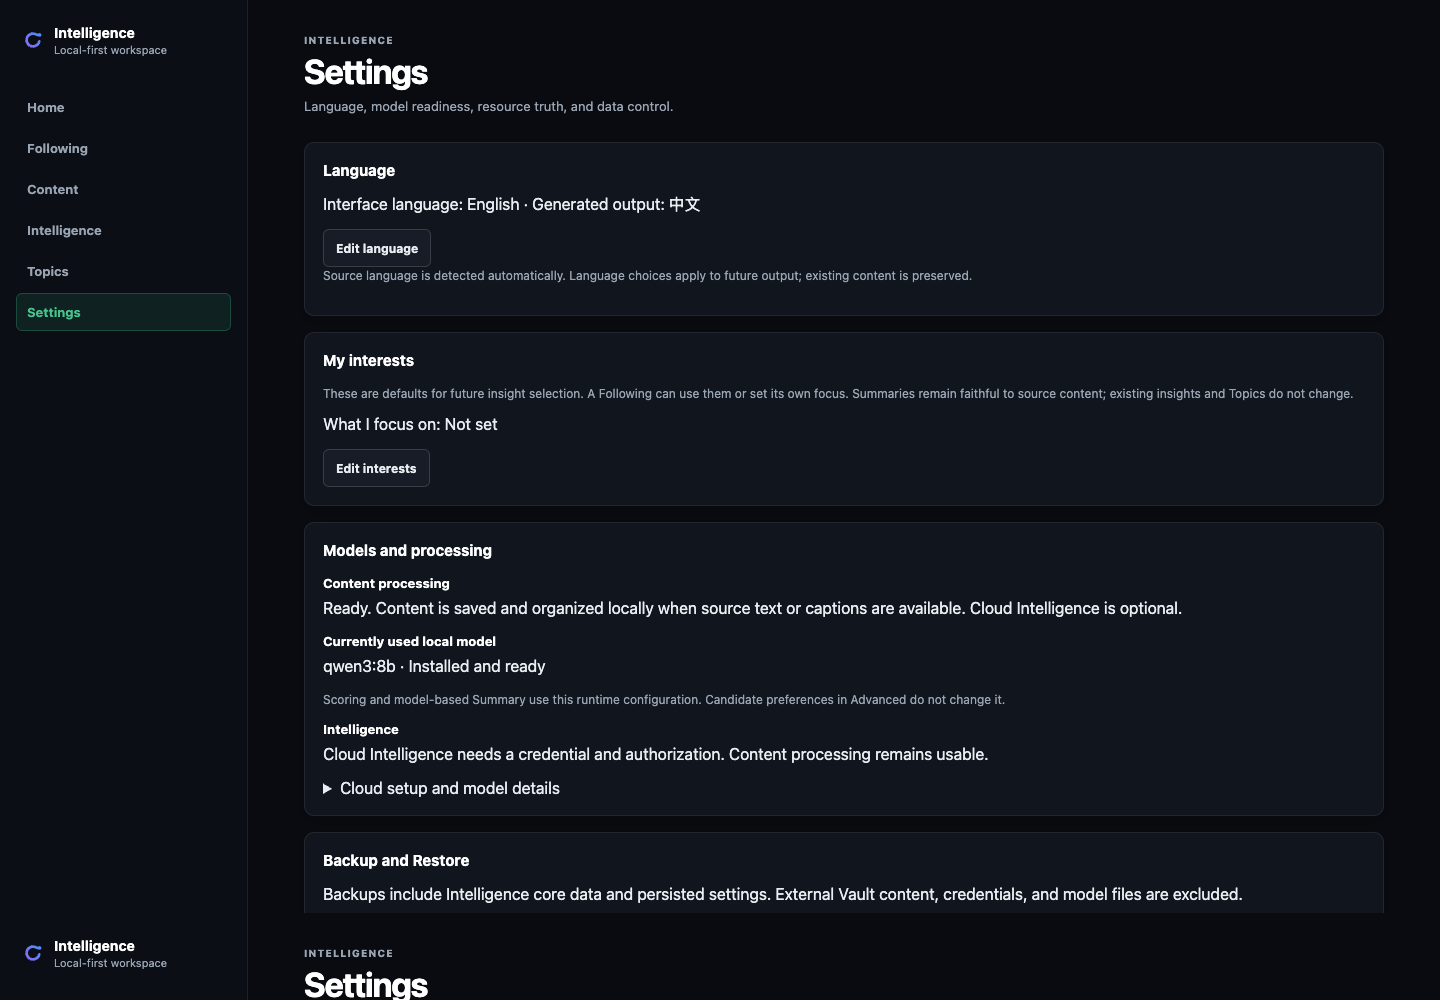 Intelligence
Local-first workspace
Home
Following
Content
Intelligence
Topics
Settings
INTELLIGENCE
Settings
Language, model readiness, resource truth, and data control.
Language
Interface language: English · Generated output: 中文
Edit language
Source language is detected automatically. Language choices apply to future output; existing content is preserved.
My interests
These are defaults for future insight selection. A Following can use them or set its own focus. Summaries remain faithful to source content; existing insights and Topics do not change.
What I focus on: Not set
Edit interests
Models and processing
Content processing
Ready. Content is saved and organized locally when source text or captions are available. Cloud Intelligence is optional.
Currently used local model
qwen3:8b · Installed and ready
Scoring and model-based Summary use this runtime configuration. Candidate preferences in Advanced do not change it.
Intelligence
Cloud Intelligence needs a credential and authorization. Content processing remains usable.
Cloud setup and model details
Backup and Restore
Backups include Intelligence core data and persisted settings. External Vault content, credentials, and model files are excluded.
Intelligence
Local-first workspace
INTELLIGENCE
Settings